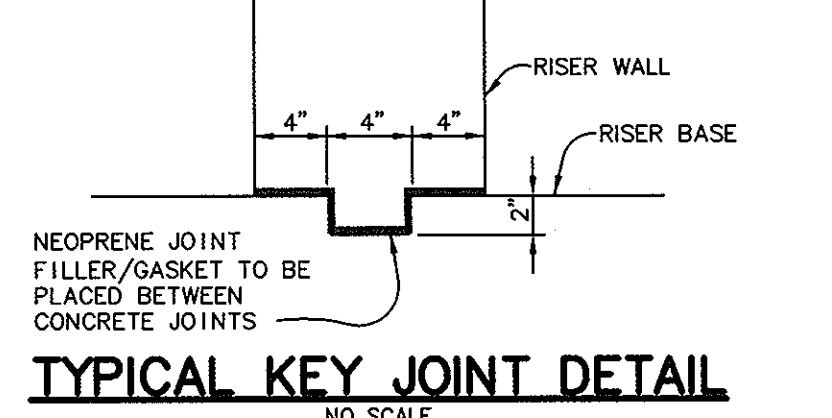 RISER WALL
4" 4" 4"
RISER BASE
2"
NEOPRENE JOINT
FILLER/GASKET TO BE
PLACED BETWEEN
CONCRETE JOINTS
TYPICAL KEY JOINT DETAIL
NO SCALE